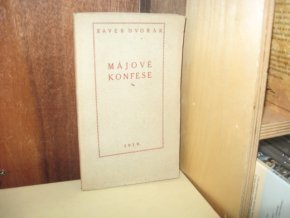 XAVER DVOŘÁK
MÁJOVÉ
KONFESE
1919